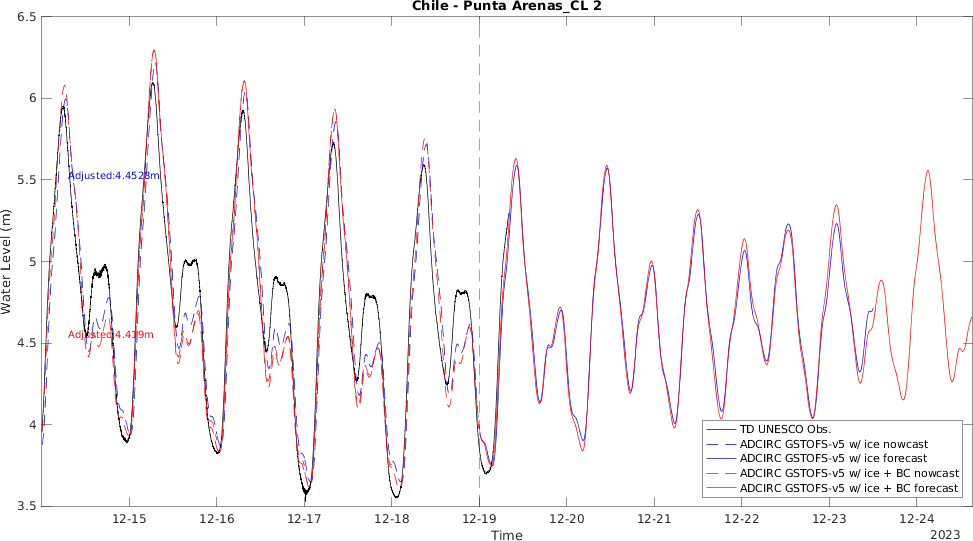 Chile - Punta Arenas_CL 2
Water Level (m)
6.5
6
5.5
5
4.5
4
3.5
Adjusted:4.4528m
Adjusted:4.419m
TD UNESCO Obs.
ADCIRC GSTOFS-v5 w/ ice nowcast
ADCIRC GSTOFS-v5 w/ ice forecast
ADCIRC GSTOFS-v5 w/ ice + BC nowcast
ADCIRC GSTOFS-v5 w/ ice + BC forecast
12-15 12-16 12-17 12-18 12-19 12-20 12-21 12-22 12-23 12-24
Time
2023